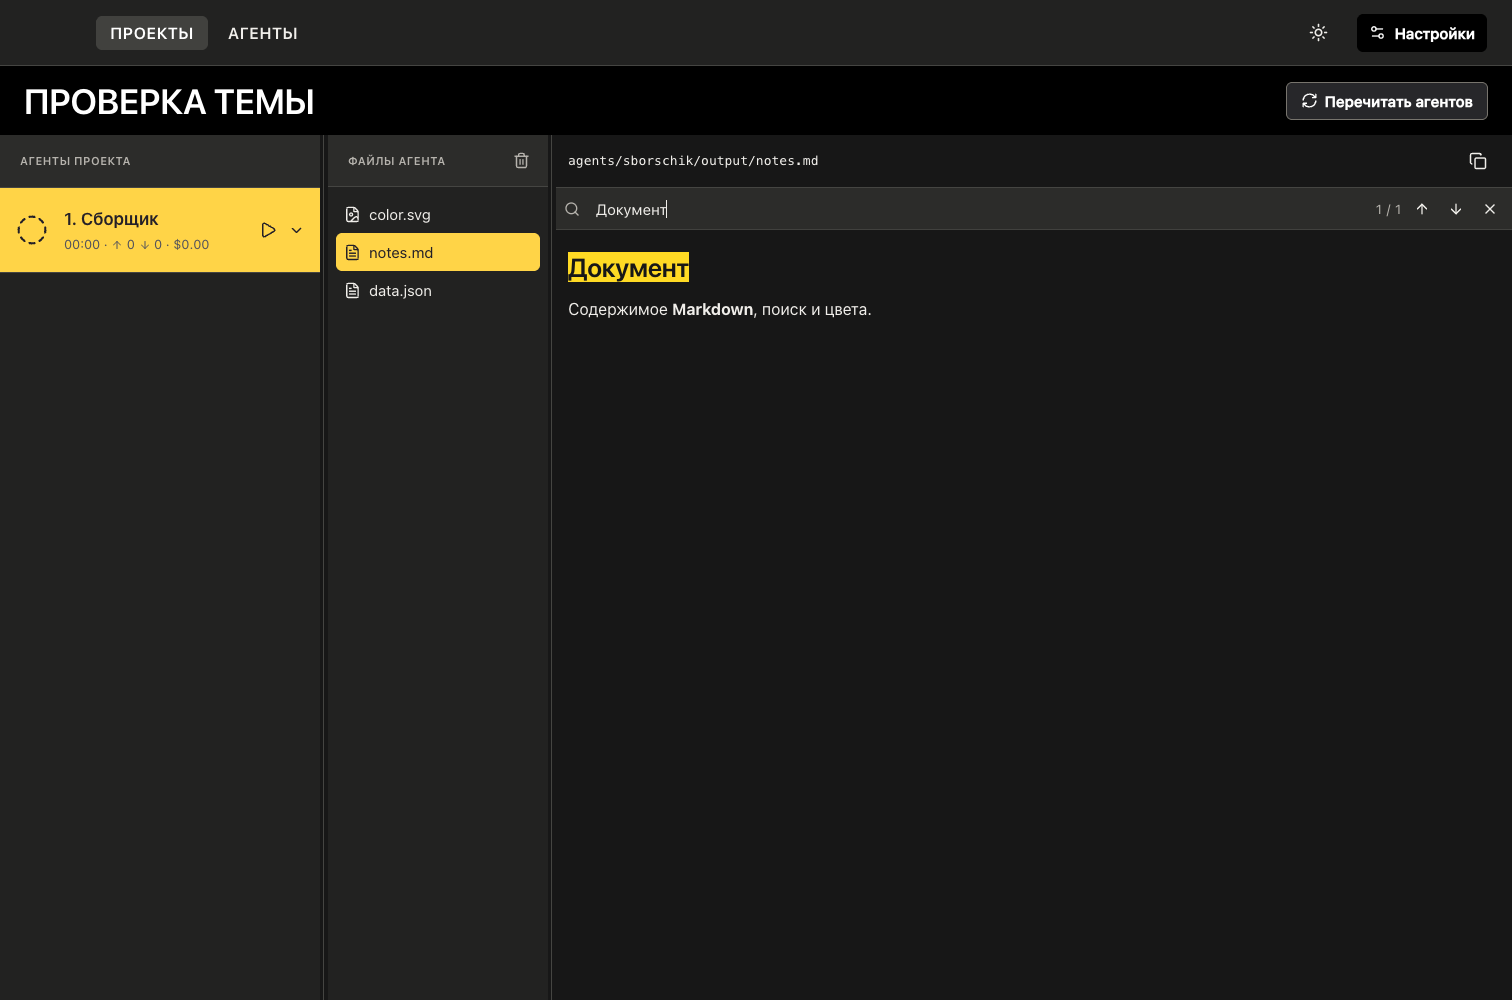 ПРОЕКТЫ
АГЕНТЫ
Настройки
ПРОВЕРКА ТЕМЫ
Перечитать агентов
АГЕНТЫ ПРОЕКТА
1. Сборщик
00:00 · ↑ 0 ↓ 0 · $0.00
ФАЙЛЫ АГЕНТА
color.svg
notes.md
data.json
agents/sborschik/output/notes.md
Документ
1 / 1
Документ
Содержимое Markdown, поиск и цвета.